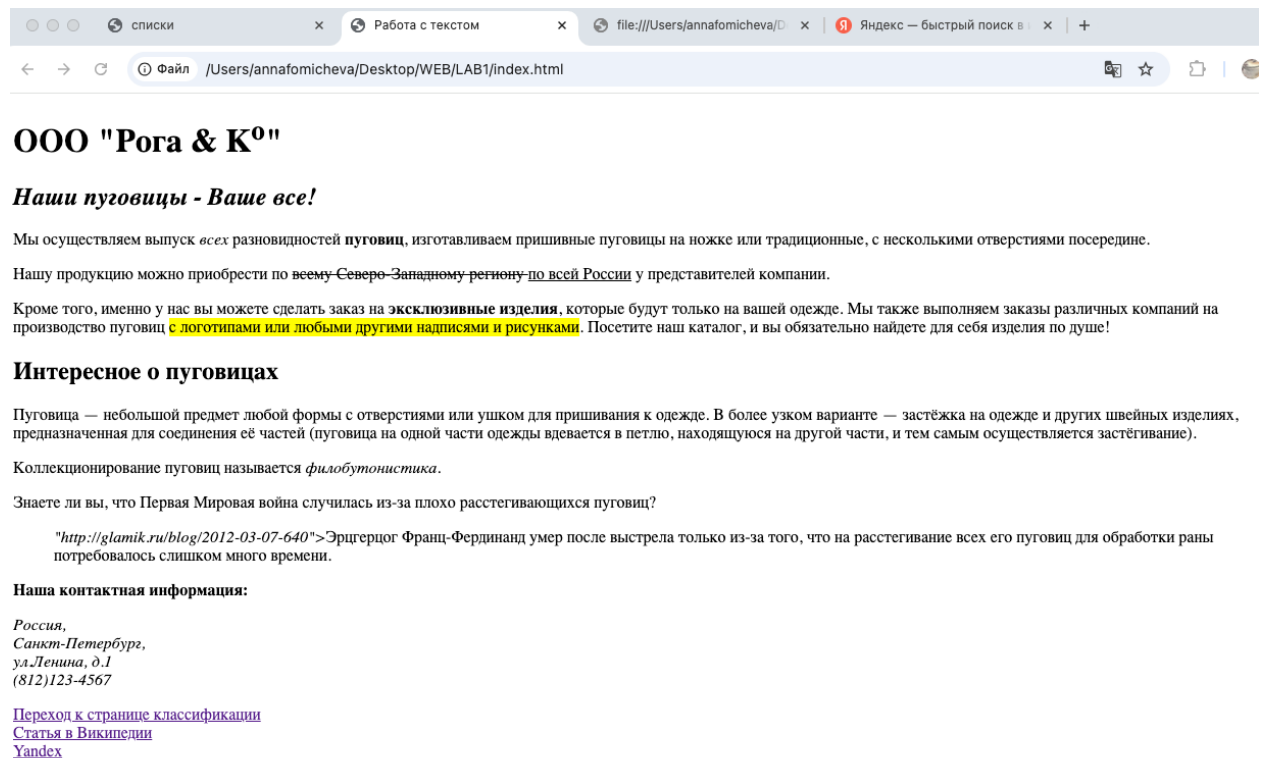 списки
Работа с текстом
file:///Users/annafomicheva/D
Яндекс — быстрый поиск в
Файл
/Users/annafomicheva/Desktop/WEB/LAB1/index.html
ООО "Рога & Kº"
Наши пуговицы - Ваше все!
Мы осуществляем выпуск всех разновидностей пуговиц, изготавливаем пришивные пуговицы на ножке или традиционные, с несколькими отверстиями посередине.
Нашу продукцию можно приобрести по всему Северо-Западному региону по всей России у представителей компании.
Кроме того, именно у нас вы можете сделать заказ на эксклюзивные изделия, которые будут только на вашей одежде. Мы также выполняем заказы различных компаний на
производство пуговиц с логотипами или любыми другими надписями и рисунками. Посетите наш каталог, и вы обязательно найдете для себя изделия по душе!
Интересное о пуговицах
Пуговица — небольшой предмет любой формы с отверстиями или ушком для пришивания к одежде. В более узком варианте — застёжка на одежде и других швейных изделиях,
предназначенная для соединения её частей (пуговица на одной части одежды вдевается в петлю, находящуюся на другой части, и тем самым осуществляется застёгивание).
Коллекционирование пуговиц называется филобутонистика.
Знаете ли вы, что Первая Мировая война случилась из-за плохо расстегивающихся пуговиц?
"http://glamik.ru/blog/2012-03-07-640">Эрцгерцог Франц-Фердинанд умер после выстрела только из-за того, что на расстегивание всех его пуговиц для обработки раны
потребовалось слишком много времени.
Наша контактная информация:
Россия,
Санкт-Петербург,
ул.Ленина, д.1
(812)123-4567
Переход к странице классификации
Статья в Википедии
Yandex